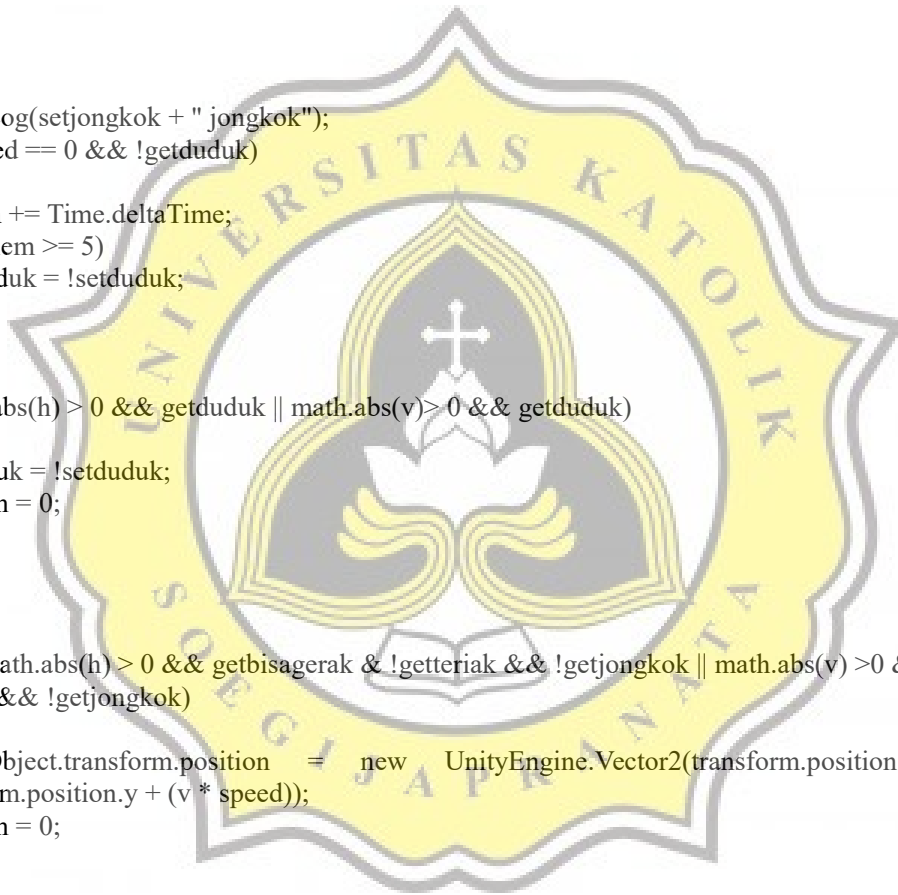 og(setjongkok + " jongkok");
ed == 0 && !getduduk)
+= Time.deltaTime;
em >= 5)
duk = !setduduk;
abs(h) > 0 && getduduk || math.abs(v)> 0 && getduduk)
uk = !setduduk;
n = 0;
ath.abs(h) > 0 && getbisagerak & !getteriak && !getjongkok || math.abs(v) >0 &
&& !getjongkok)
Object.transform.position = new UnityEngine.Vector2(transform.position.
m.position.y + (v * speed));
n = 0;
UNIVERSITAS KATOLIK
SOEGIJAPRANATA